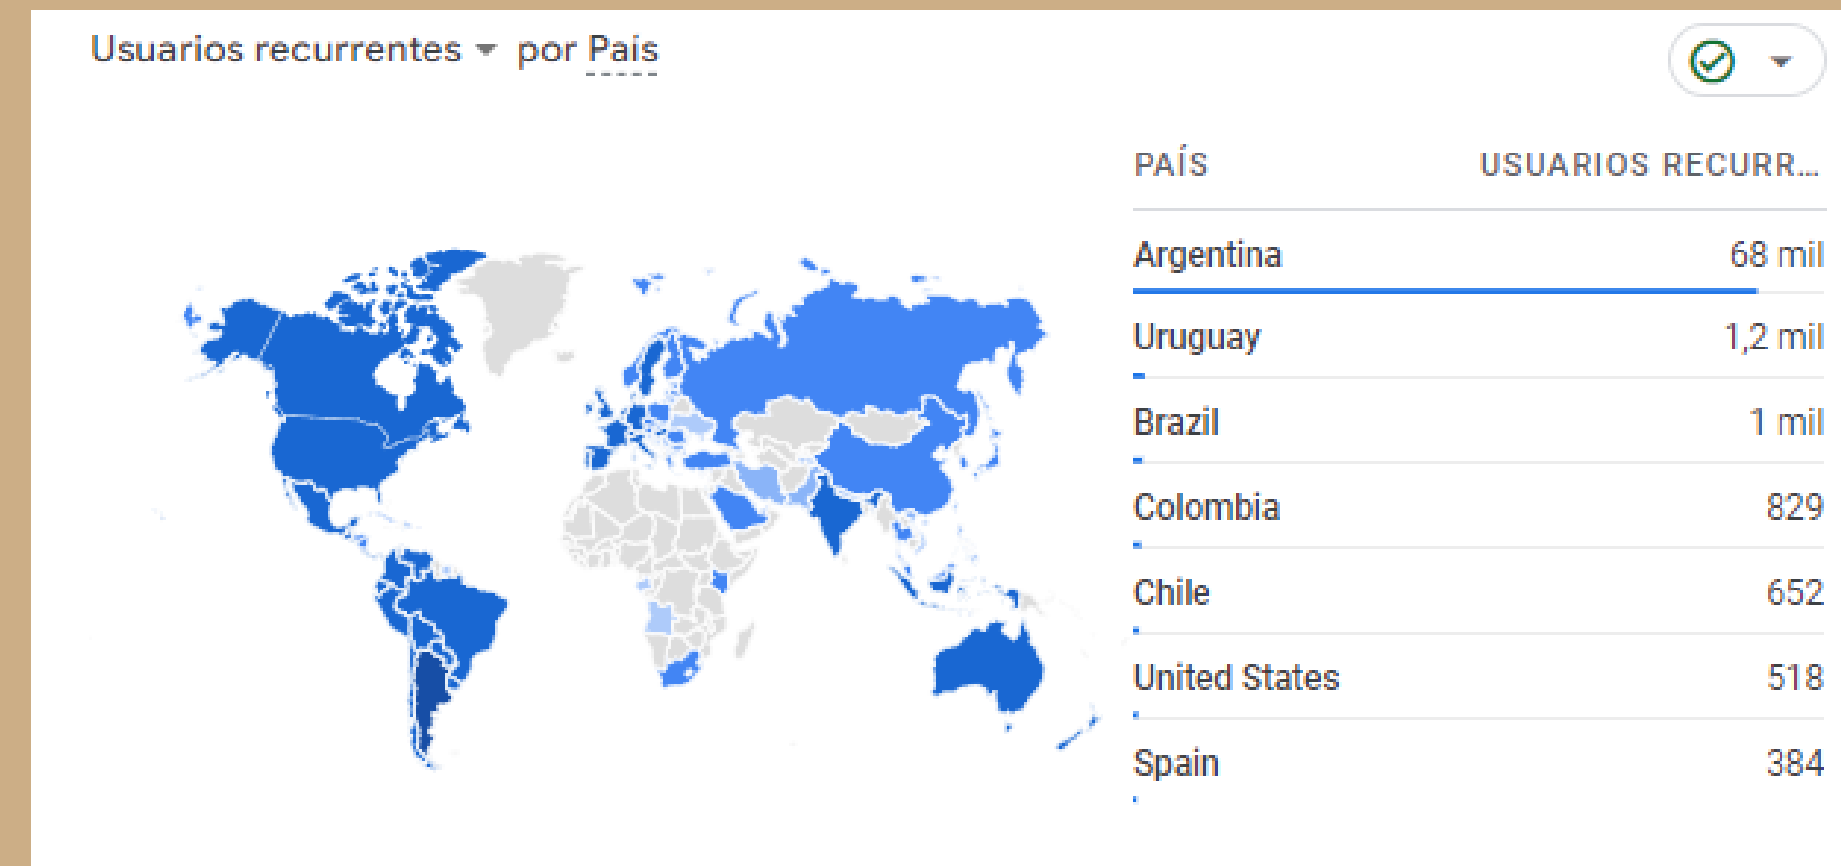 Usuarios recurrentes por País
PAÍS USUARIOS RECURR...
Argentina 68 mil
Uruguay 1,2 mil
Brazil 1 mil
Colombia 829
Chile 652
United States 518
Spain 384